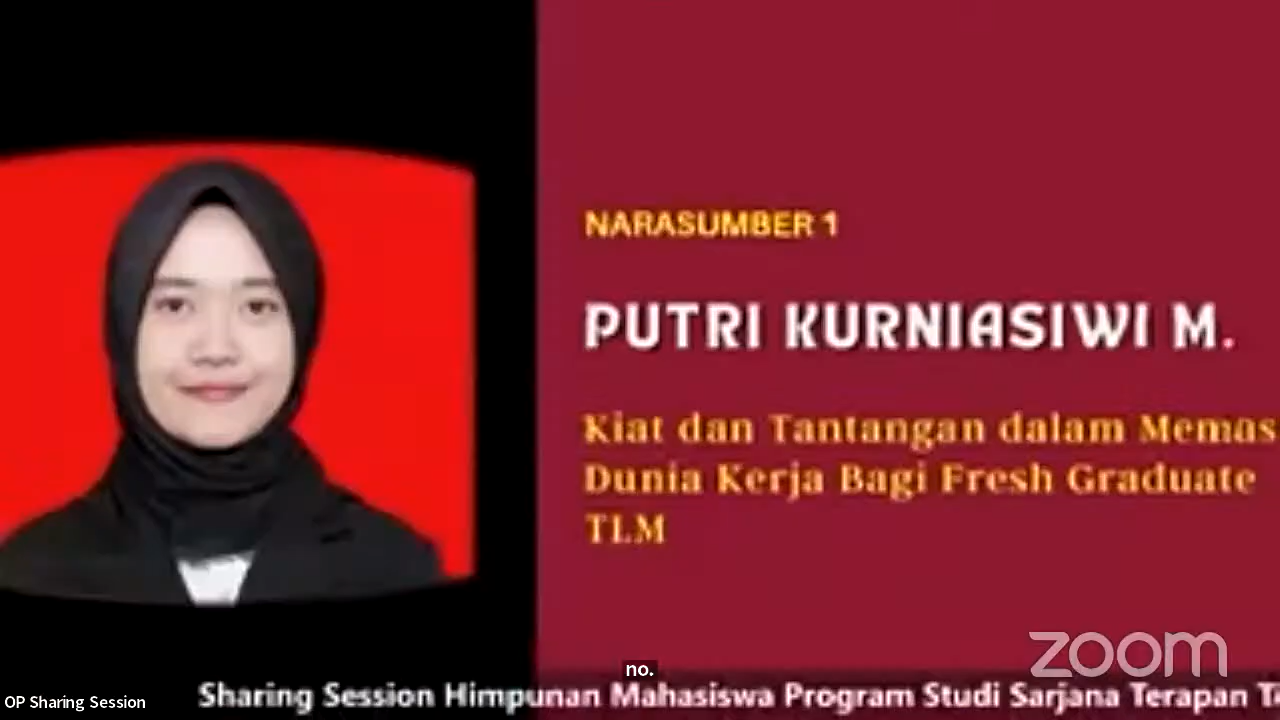 NARASUMBER 1
PUTRI KURNIASIWI M.
Kiat dan Tantangan dalam
Dunia Kerja Bagi Fresh Graduate
TLM
zoom
no.
OP Sharing Session
Sharing Session Himpunan Mahasiswa Program Studi Sarjana Terapan